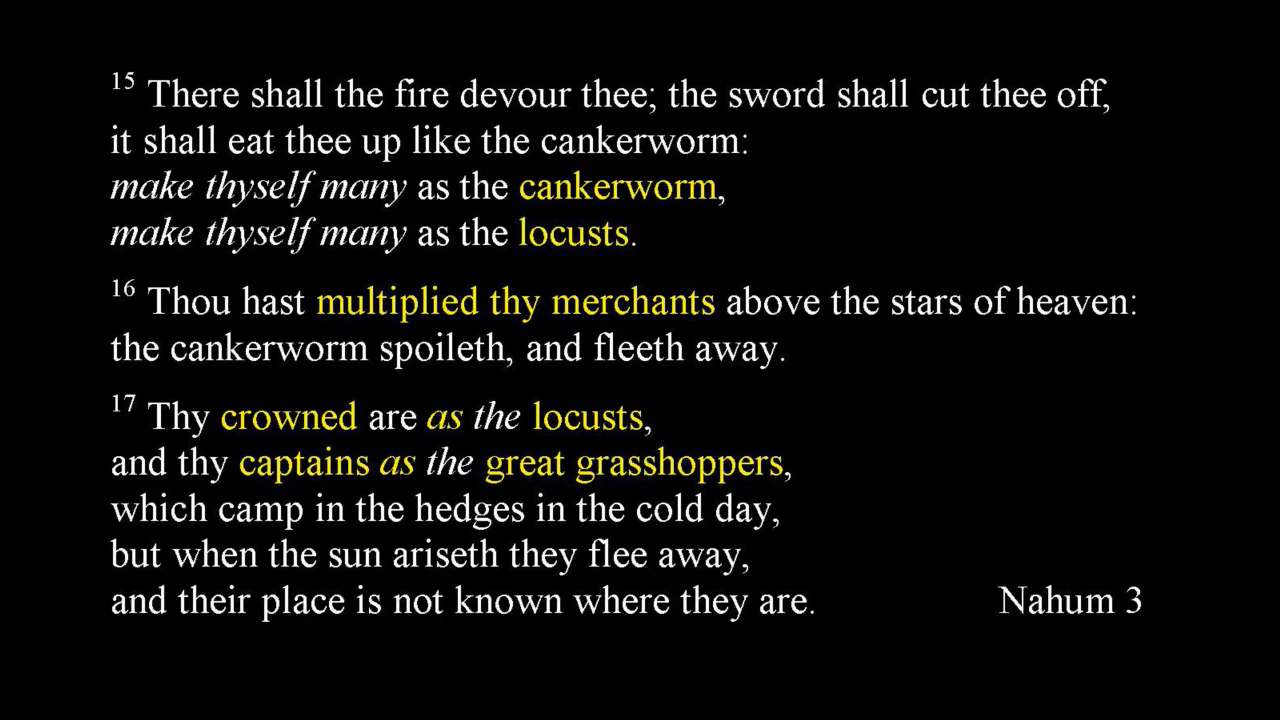 15 There shall the fire devour thee; the sword shall cut thee off,
it shall eat thee up like the cankerworm:
make thyself many as the cankerworm,
make thyself many as the locusts.
16 Thou hast multiplied thy merchants above the stars of heaven:
the cankerworm spoileth, and fleeth away.
17 Thy crowned are as the locusts,
and thy captains as the great grasshoppers,
which camp in the hedges in the cold day,
but when the sun ariseth they flee away,
and their place is not known where they are. Nahum 3